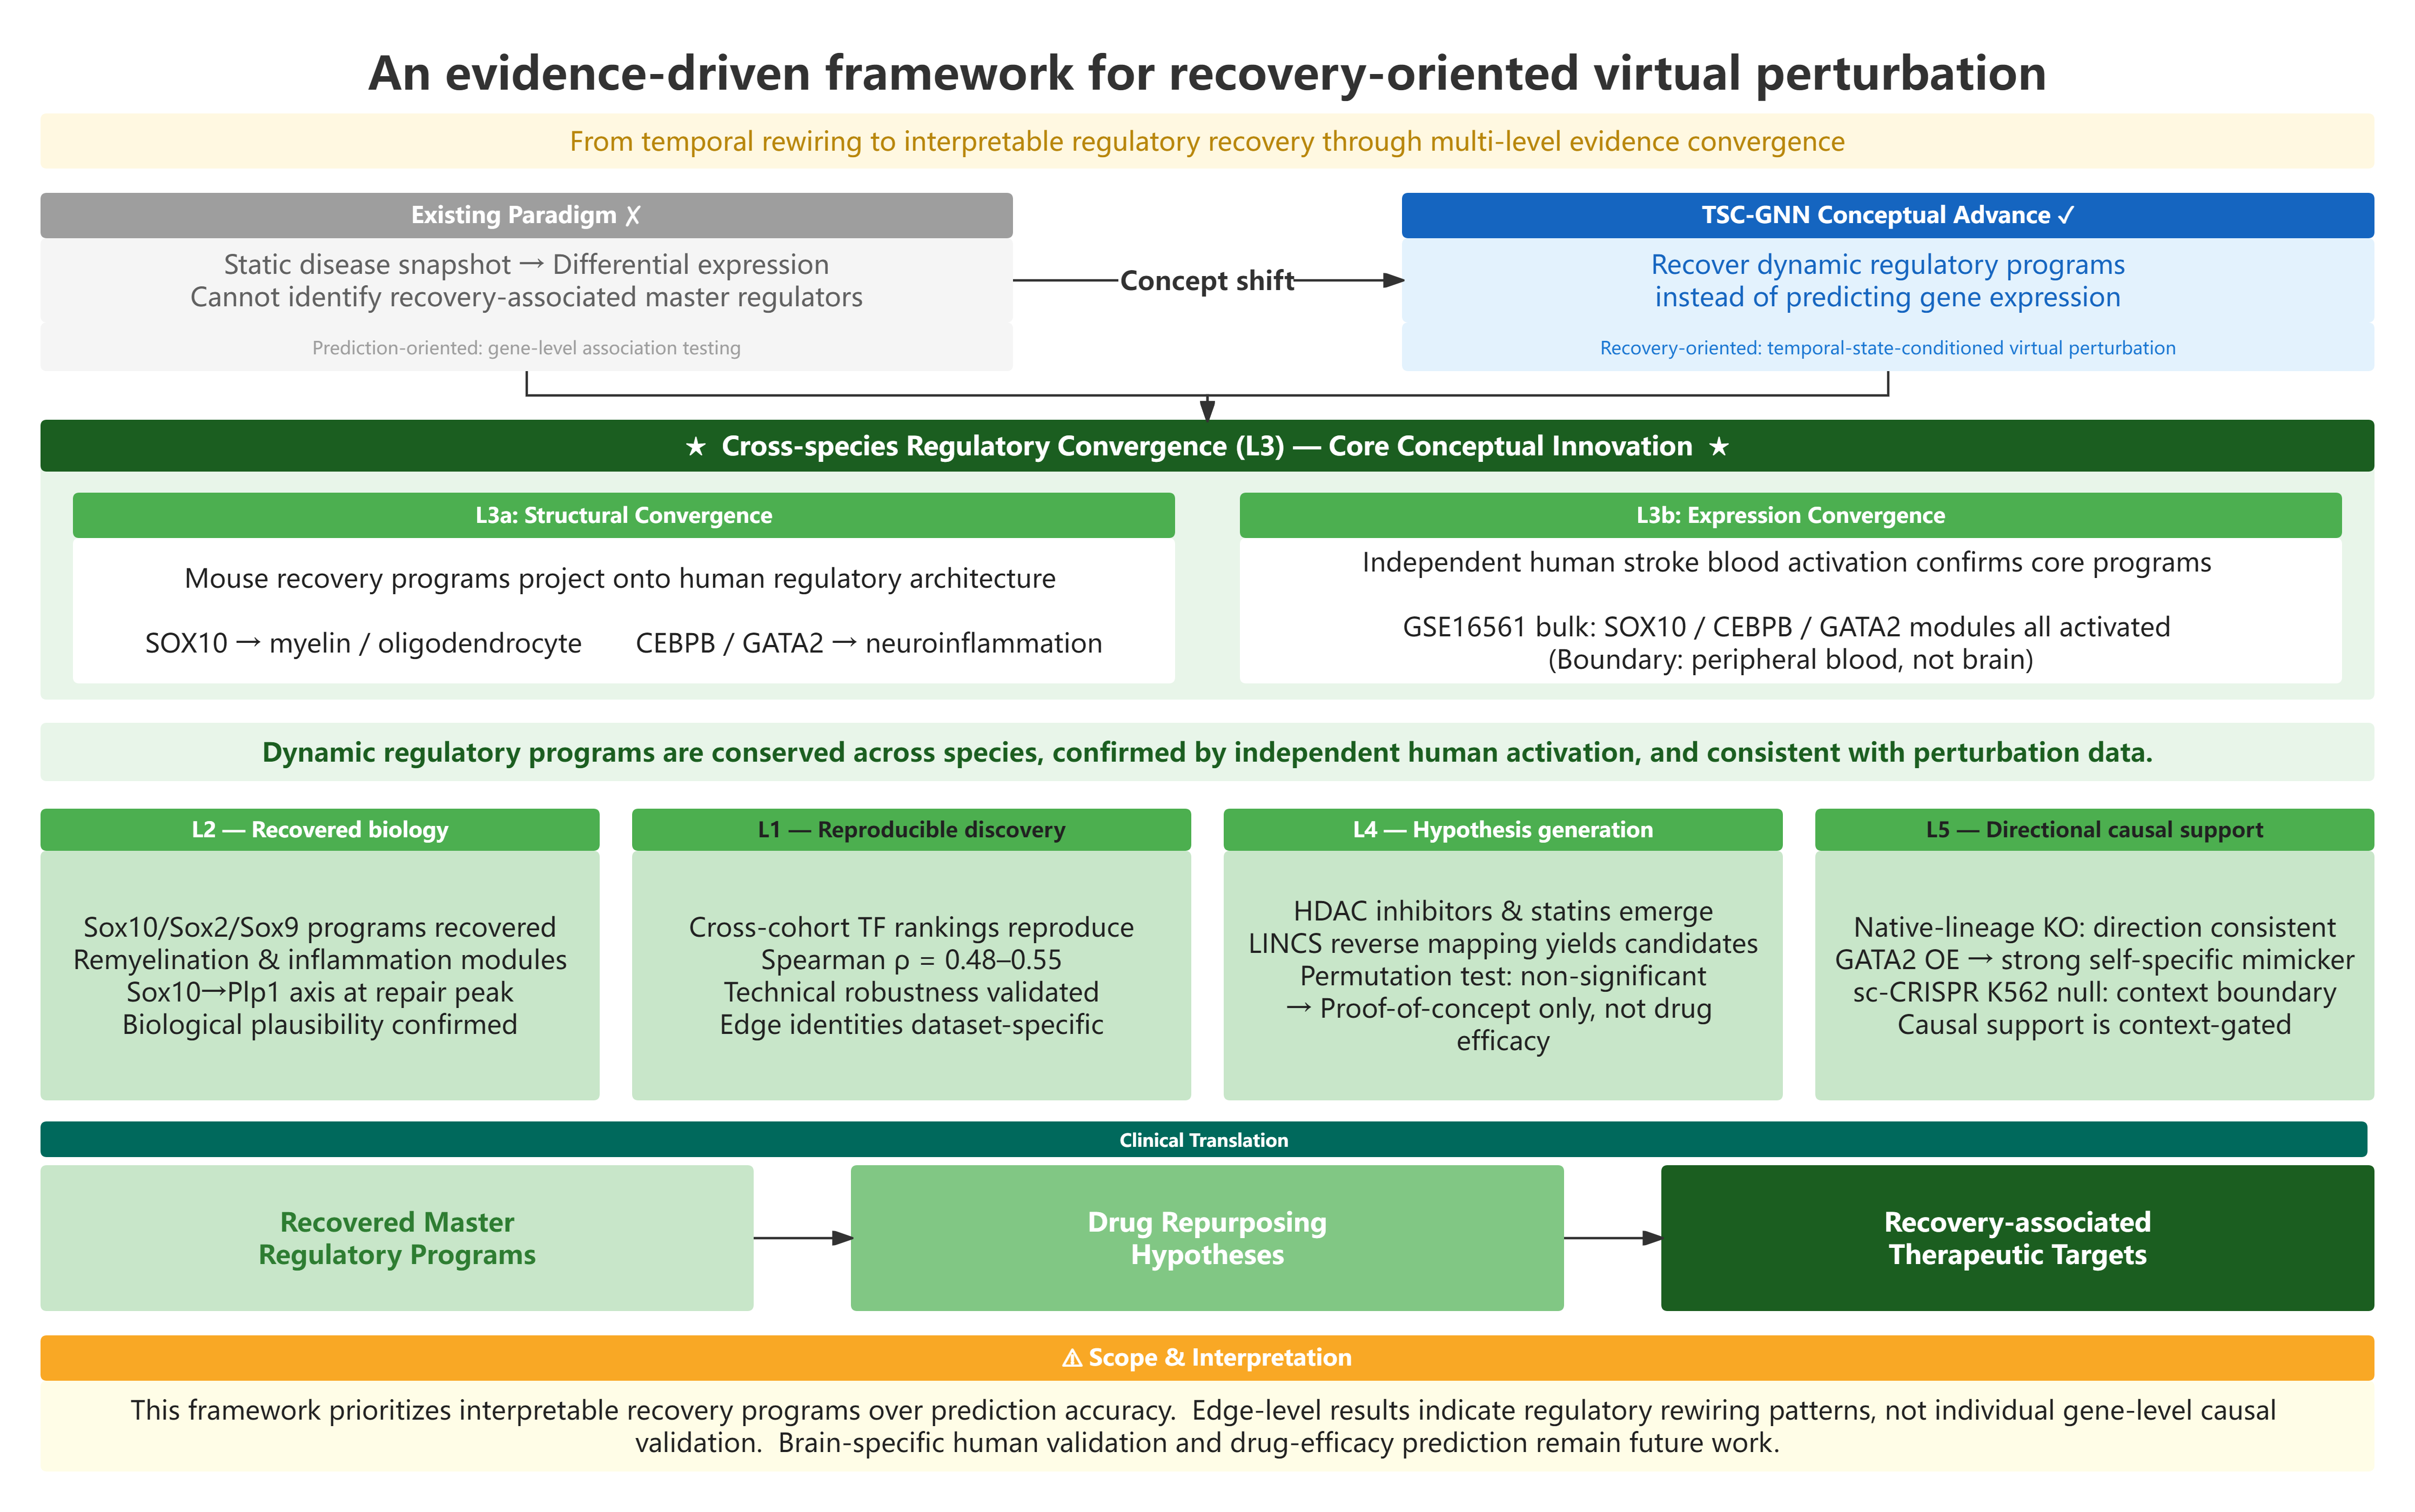 An evidence-driven framework for recovery-oriented virtual perturbation
From temporal rewiring to interpretable regulatory recovery through multi-level evidence convergence
Existing Paradigm ✗
Static disease snapshot → Differential expression
Cannot identify recovery-associated master regulators
Prediction-oriented: gene-level association testing
Concept shift
TSC-GNN Conceptual Advance ✓
Recover dynamic regulatory programs
instead of predicting gene expression
Recovery-oriented: temporal-state-conditioned virtual perturbation
★ Cross-species Regulatory Convergence (L3) — Core Conceptual Innovation ★
L3a: Structural Convergence
Mouse recovery programs project onto human regulatory architecture
SOX10 → myelin / oligodendrocyte CEBPB / GATA2 → neuroinflammation
L3b: Expression Convergence
Independent human stroke blood activation confirms core programs
GSE16561 bulk: SOX10 / CEBPB / GATA2 modules all activated
(Boundary: peripheral blood, not brain)
Dynamic regulatory programs are conserved across species, confirmed by independent human activation, and consistent with perturbation data.
L2 — Recovered biology
Sox10/Sox2/Sox9 programs recovered
Remyelination & inflammation modules
Sox10→Plp1 axis at repair peak
Biological plausibility confirmed
L1 — Reproducible discovery
Cross-cohort TF rankings reproduce
Spearman ρ = 0.48–0.55
Technical robustness validated
Edge identities dataset-specific
L4 — Hypothesis generation
HDAC inhibitors & statins emerge
LINCS reverse mapping yields candidates
Permutation test: non-significant
→ Proof-of-concept only, not drug
efficacy
L5 — Directional causal support
Native-lineage KO: direction consistent
GATA2 OE → strong self-specific mimicker
sc-CRISPR K562 null: context boundary
Causal support is context-gated
Clinical Translation
Recovered Master
Regulatory Programs
Drug Repurposing
Hypotheses
Recovery-associated
Therapeutic Targets
⚠ Scope & Interpretation
This framework prioritizes interpretable recovery programs over prediction accuracy. Edge-level results indicate regulatory rewiring patterns, not individual gene-level causal
validation. Brain-specific human validation and drug-efficacy prediction remain future work.